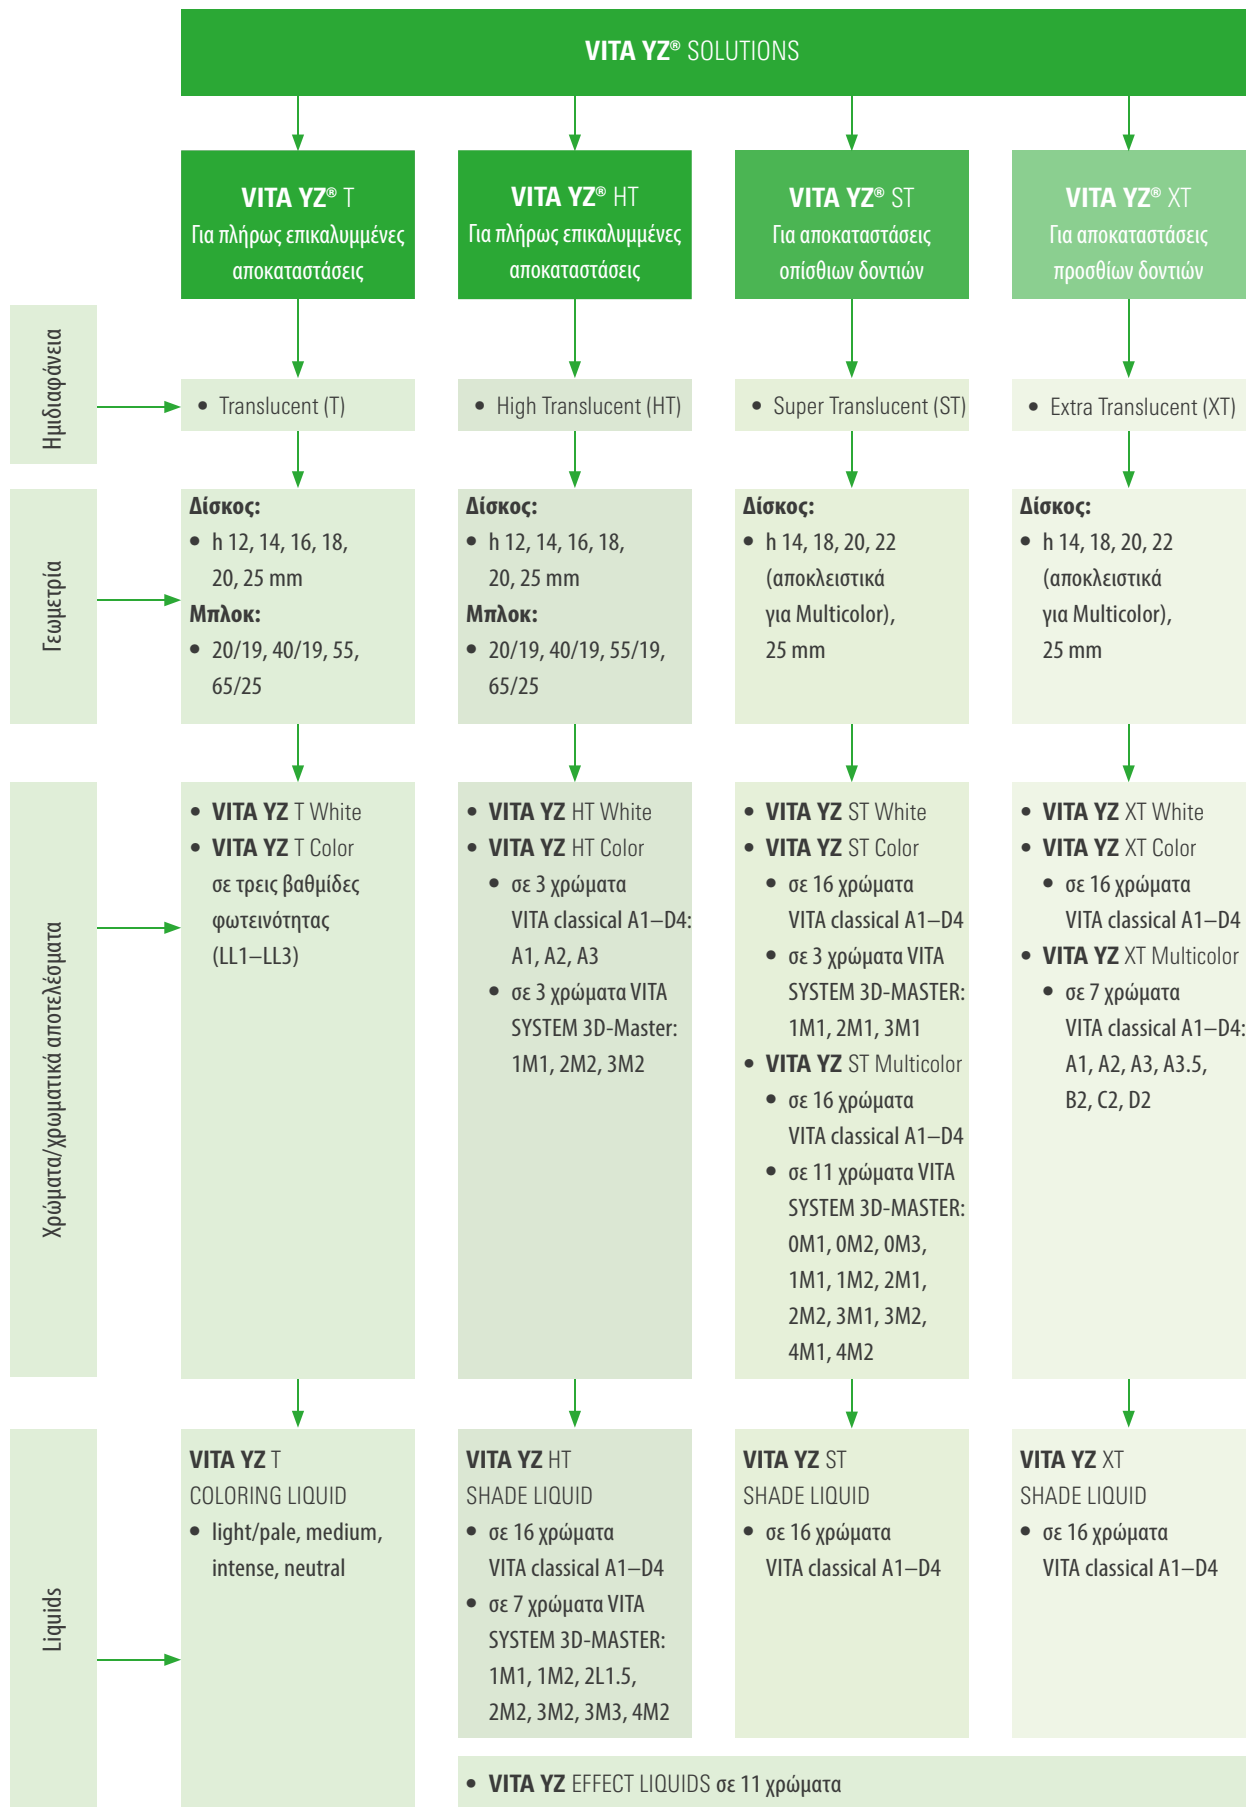 VITA YZ® SOLUTIONS
VITA YZ® T
Για πλήρως επικαλυμμένες
αποκαταστάσεις
VITA YZ® HT
Για πλήρως επικαλυμμένες
αποκαταστάσεις
VITA YZ® ST
Για αποκαταστάσεις
οπίσθιων δοντιών
VITA YZ® XT
Για αποκαταστάσεις
προσθίων δοντιών
Ημιδιαφάνεια
• Translucent (T)
• High Translucent (HT)
• Super Translucent (ST)
• Extra Translucent (XT)
Γεωμετρία
Δίσκος:
• h 12, 14, 16, 18,
20, 25 mm
Μπλοκ:
• 20/19, 40/19, 55,
65/25
Δίσκος:
• h 12, 14, 16, 18,
20, 25 mm
Μπλοκ:
• 20/19, 40/19, 55/19,
65/25
Δίσκος:
• h 14, 18, 20, 22
(αποκλειστικά
για Multicolor),
25 mm
Δίσκος:
• h 14, 18, 20, 22
(αποκλειστικά
για Multicolor),
25 mm
Χρώματα/χρωματικά αποτελέσματα
• VITA YZ T White
• VITA YZ T Color
σε τρεις βαθμίδες
φωτεινότητας
(LL1–LL3)
• VITA YZ HT White
• VITA YZ HT Color
• σε 3 χρώματα
VITA classical A1–D4:
A1, A2, A3
• σε 3 χρώματα VITA
SYSTEM 3D-Master:
1M1, 2M2, 3M2
• VITA YZ ST White
• VITA YZ ST Color
• σε 16 χρώματα
VITA classical A1–D4
• σε 3 χρώματα VITA
SYSTEM 3D-MASTER:
1M1, 2M1, 3M1
• VITA YZ ST Multicolor
• σε 16 χρώματα
VITA classical A1–D4
• σε 11 χρώματα VITA
SYSTEM 3D-MASTER:
0M1, 0M2, 0M3,
1M1, 1M2, 2M1,
2M2, 3M1, 3M2,
4M1, 4M2
• VITA YZ XT White
• VITA YZ XT Color
• σε 16 χρώματα
VITA classical A1–D4
• VITA YZ XT Multicolor
• σε 7 χρώματα
VITA classical A1–D4:
A1, A2, A3, A3.5,
B2, C2, D2
Liquids
VITA YZ T
COLORING LIQUID
• light/pale, medium,
intense, neutral
VITA YZ HT
SHADE LIQUID
• σε 16 χρώματα
VITA classical A1–D4
• σε 7 χρώματα VITA
SYSTEM 3D-MASTER:
1M1, 1M2, 2L1.5,
2M2, 3M2, 3M3, 4M2
VITA YZ ST
SHADE LIQUID
• σε 16 χρώματα
VITA classical A1–D4
VITA YZ XT
SHADE LIQUID
• σε 16 χρώματα
VITA classical A1–D4
• VITA YZ EFFECT LIQUIDS σε 11 χρώματα